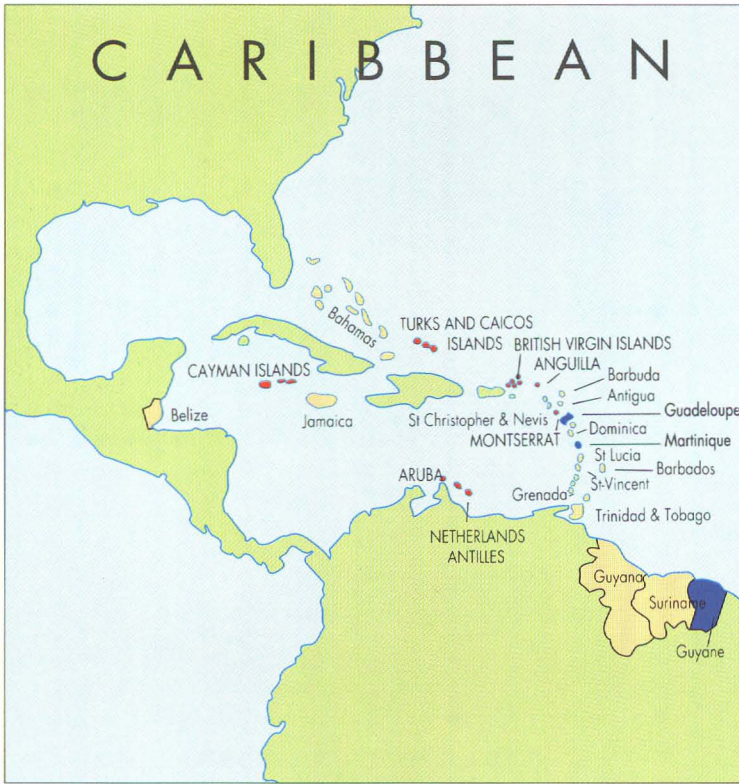 CARIBBEAN
Bahamas
TURKS AND CAICOS
ISLANDS
BRITISH VIRGIN ISLANDS
ANGUILLA
CAYMAN ISLANDS
Barbuda
Antigua
Belize
Jamaica
St Christopher & Nevis
Guadeloupe
MONTSERRAT
Dominica
Martinique
St Lucia
Barbados
ARUBA
St-Vincent
Grenada
Trinidad & Tobago
NETHERLANDS
ANTILLES
Guyana
Suriname
Guyane